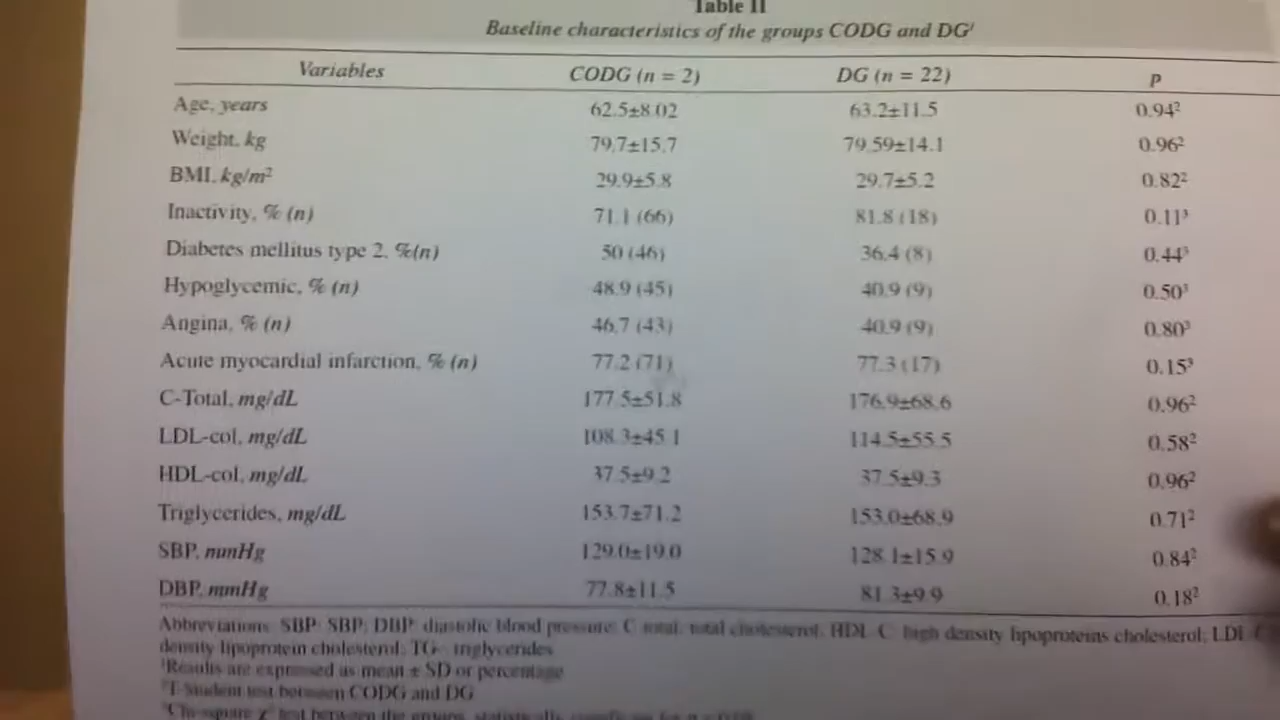 Table II
Baseline characteristics of the groups CODG and DG¹
Variables CODG (n = 2) DG (n = 22) P
Age, years 62.5±8.02 63.2±11.5 0.94²
Weight, kg 79.7±15.7 79.59±14.1 0.96²
BMI, kg/m² 29.9±5.8 29.7±5.2 0.82²
Inactivity, % (n) 71.1 (66) 81.8 (18) 0.11³
Diabetes mellitus type 2, %(n) 50 (46) 36.4 (8) 0.44³
Hypoglycemic, % (n) 48.9 (45) 40.9 (9) 0.50³
Angina, % (n) 46.7 (43) 40.9 (9) 0.80³
Acute myocardial infarction, % (n) 77.2 (71) 77.3 (17) 0.15³
C-Total, mg/dL 177.5±51.8 176.9±68.6 0.96²
LDL-col, mg/dL 108.3±45.1 114.5±55.5 0.58²
HDL-col, mg/dL 37.5±9.2 37.5±9.3 0.96²
Triglycerides, mg/dL 153.7±71.2 153.0±68.9 0.71²
SBP, mmHg 129.0±19.0 128.1±15.9 0.84²
DBP, mmHg 77.8±11.5 81.3±9.9 0.18²
Abbreviations: SBP: SBP; DBP: diastolic blood pressure; C-total: total cholesterol; HDL-C: high density lipoproteins cholesterol; LDL-C
density lipoprotein cholesterol; TG- triglycerides
¹Results are expressed as mean ± SD or percentage
²T-Student test between CODG and DG
³Chi-square χ² test between the groups, statistically significant for